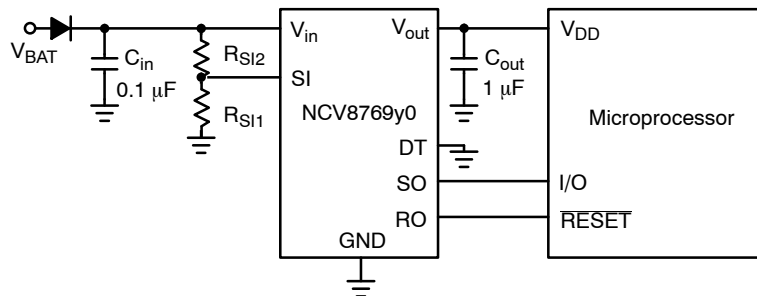 V_BAT
C_in
0.1 μF
R_SI2
R_SI1
V_in
V_out
SI
NCV8769y0
DT
SO
RO
GND
C_out
1 μF
V_DD
Microprocessor
I/O
RESET